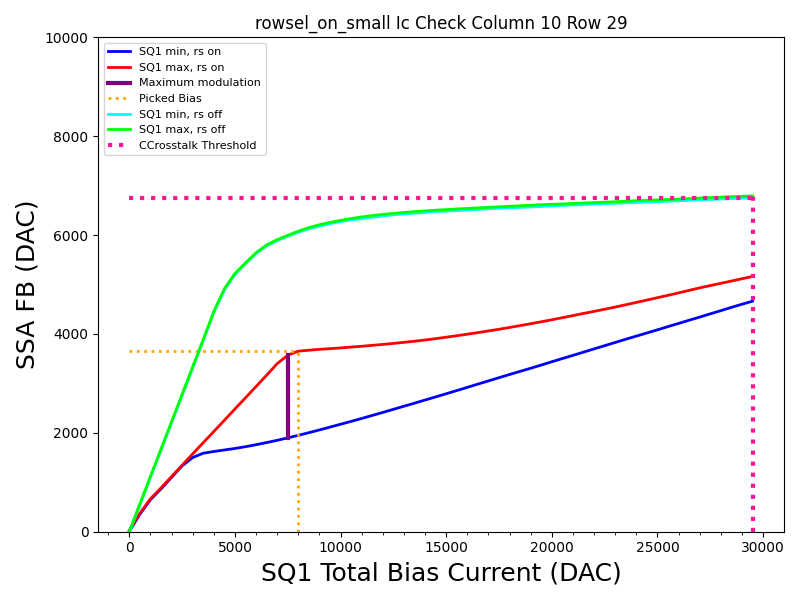 rowsel_on_small Ic Check Column 10 Row 29
10000
8000
6000
4000
2000
0
SSA FB (DAC)
SQ1 min, rs on
SQ1 max, rs on
Maximum modulation
Picked Bias
SQ1 min, rs off
SQ1 max, rs off
CCrosstalk Threshold
0 5000 10000 15000 20000 25000 30000
SQ1 Total Bias Current (DAC)